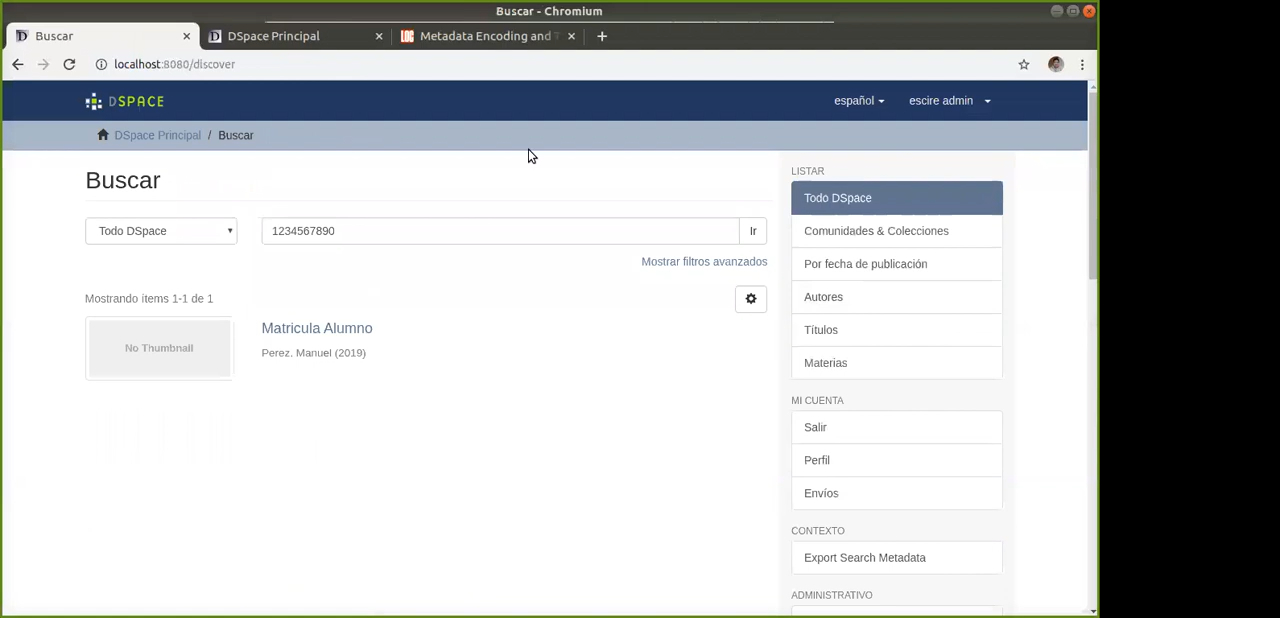 Buscar - Chromium
Buscar
DSpace Principal
Metadata Encoding and
localhost:8080/discover
DSPACE
español
escire admin
DSpace Principal / Buscar
Buscar
Todo DSpace
1234567890
Ir
Mostrar filtros avanzados
Mostrando ítems 1-1 de 1
No Thumbnail
Matricula Alumno
Perez, Manuel (2019)
LISTAR
Todo DSpace
Comunidades & Colecciones
Por fecha de publicación
Autores
Títulos
Materias
MI CUENTA
Salir
Perfil
Envíos
CONTEXTO
Export Search Metadata
ADMINISTRATIVO